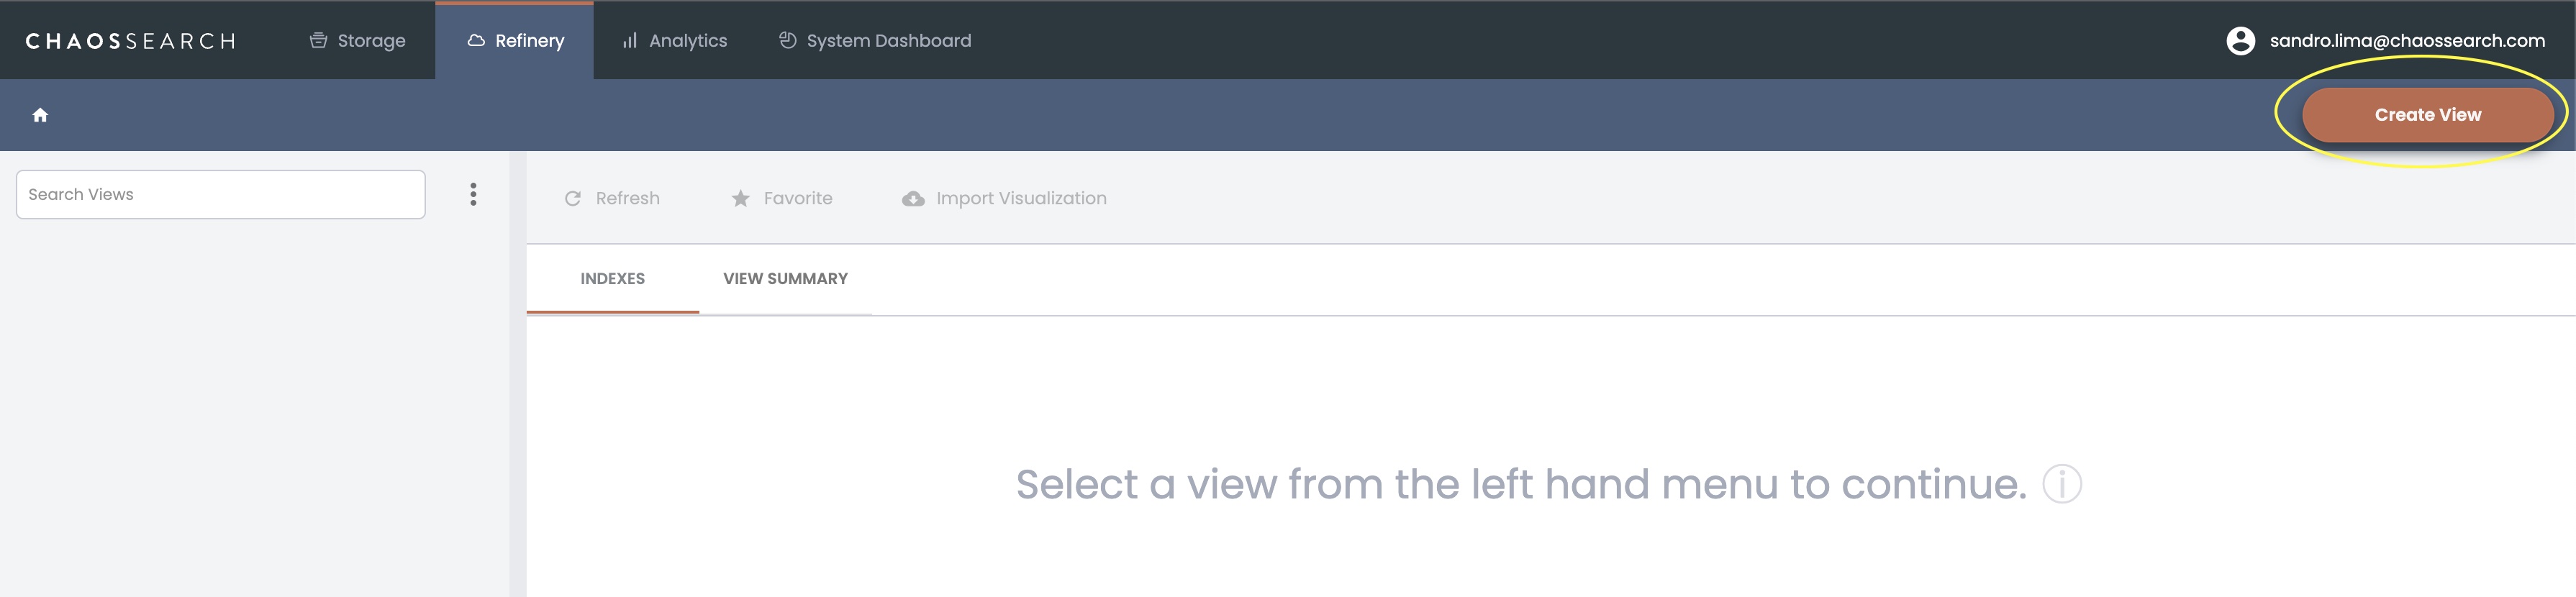 CHAOSSEARCH Storage Refinery Analytics System Dashboard sandro.lima@chaossearch.com
Create View
Search Views
Refresh Favorite Import Visualization
INDEXES VIEW SUMMARY
Select a view from the left hand menu to continue.